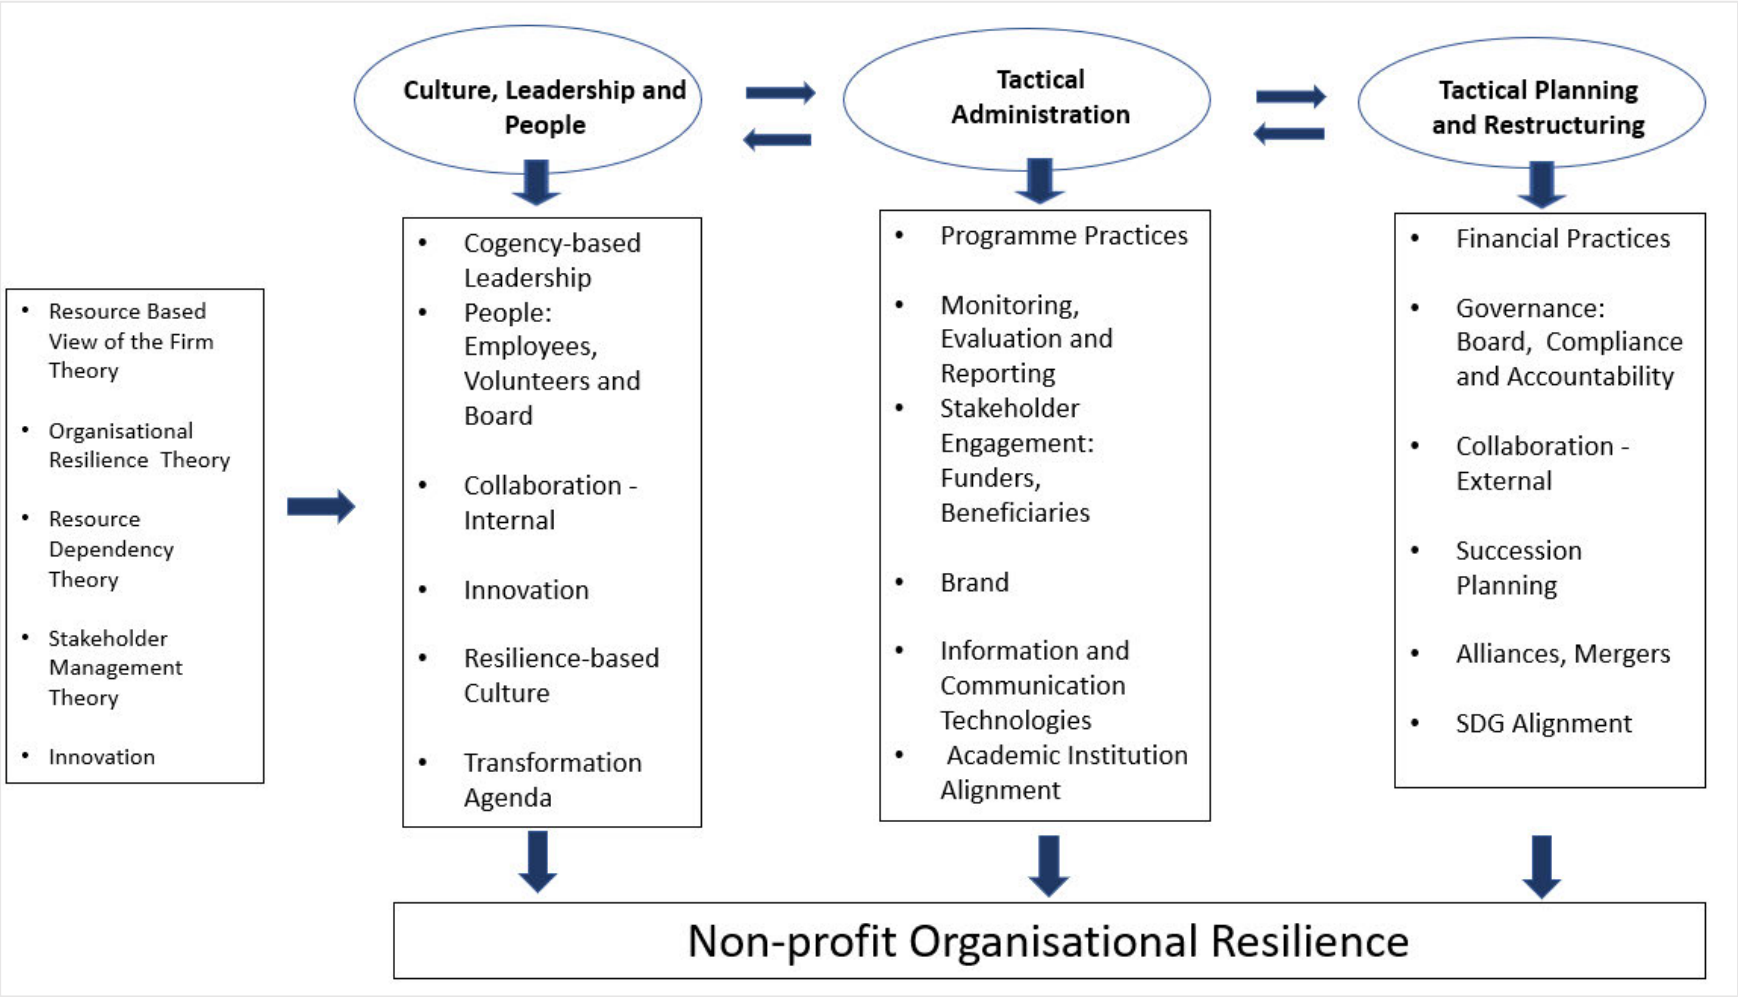 Culture, Leadership and
People
Tactical
Administration
Tactical Planning
and Restructuring
• Resource Based
View of the Firm
Theory
• Organisational
Resilience Theory
• Resource
Dependency
Theory
• Stakeholder
Management
Theory
• Innovation
• Cogency-based
Leadership
• People:
Employees,
Volunteers and
Board
• Collaboration -
Internal
• Innovation
• Resilience-based
Culture
• Transformation
Agenda
• Programme Practices
• Monitoring,
Evaluation and
Reporting
• Stakeholder
Engagement:
Funders,
Beneficiaries
• Brand
• Information and
Communication
Technologies
• Academic Institution
Alignment
• Financial Practices
• Governance:
Board, Compliance
and Accountability
• Collaboration -
External
• Succession
Planning
• Alliances, Mergers
• SDG Alignment
Non-profit Organisational Resilience